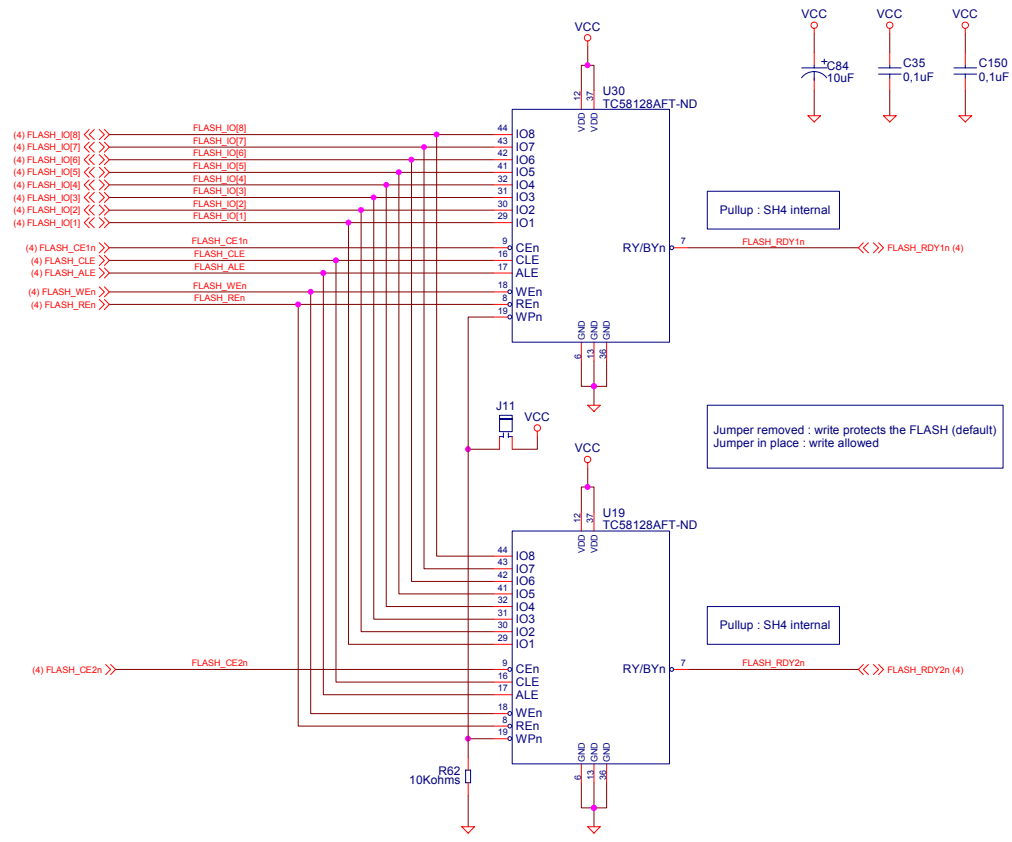 VCC
VCC
VCC
VCC
C84
10uF
C35
0,1uF
C150
0,1uF
U30
TC58128AFT-ND
12
37
VDD
VDD
(4) FLASH_IO[8]
FLASH_IO[8]
44
IO8
(4) FLASH_IO[7]
FLASH_IO[7]
43
IO7
(4) FLASH_IO[6]
FLASH_IO[6]
42
IO6
(4) FLASH_IO[5]
FLASH_IO[5]
41
IO5
(4) FLASH_IO[4]
FLASH_IO[4]
32
IO4
(4) FLASH_IO[3]
FLASH_IO[3]
31
IO3
(4) FLASH_IO[2]
FLASH_IO[2]
30
IO2
(4) FLASH_IO[1]
FLASH_IO[1]
29
IO1
Pullup : SH4 internal
(4) FLASH_CE1n
FLASH_CE1n
9
CEn
RY/BYn
7
FLASH_RDY1n
FLASH_RDY1n (4)
(4) FLASH_CLE
FLASH_CLE
16
CLE
(4) FLASH_ALE
FLASH_ALE
17
ALE
(4) FLASH_WEn
FLASH_WEn
18
WEn
(4) FLASH_REn
FLASH_REn
8
REn
19
WPn
GND
GND
GND
6
13
36
J11
VCC
Jumper removed : write protects the FLASH (default)
Jumper in place : write allowed
VCC
U19
TC58128AFT-ND
12
37
VDD
VDD
44
IO8
43
IO7
42
IO6
41
IO5
32
IO4
31
IO3
30
IO2
29
IO1
Pullup : SH4 internal
(4) FLASH_CE2n
FLASH_CE2n
9
CEn
RY/BYn
7
FLASH_RDY2n
FLASH_RDY2n (4)
16
CLE
17
ALE
18
WEn
8
REn
19
WPn
GND
GND
GND
6
13
36
R62
10Kohms